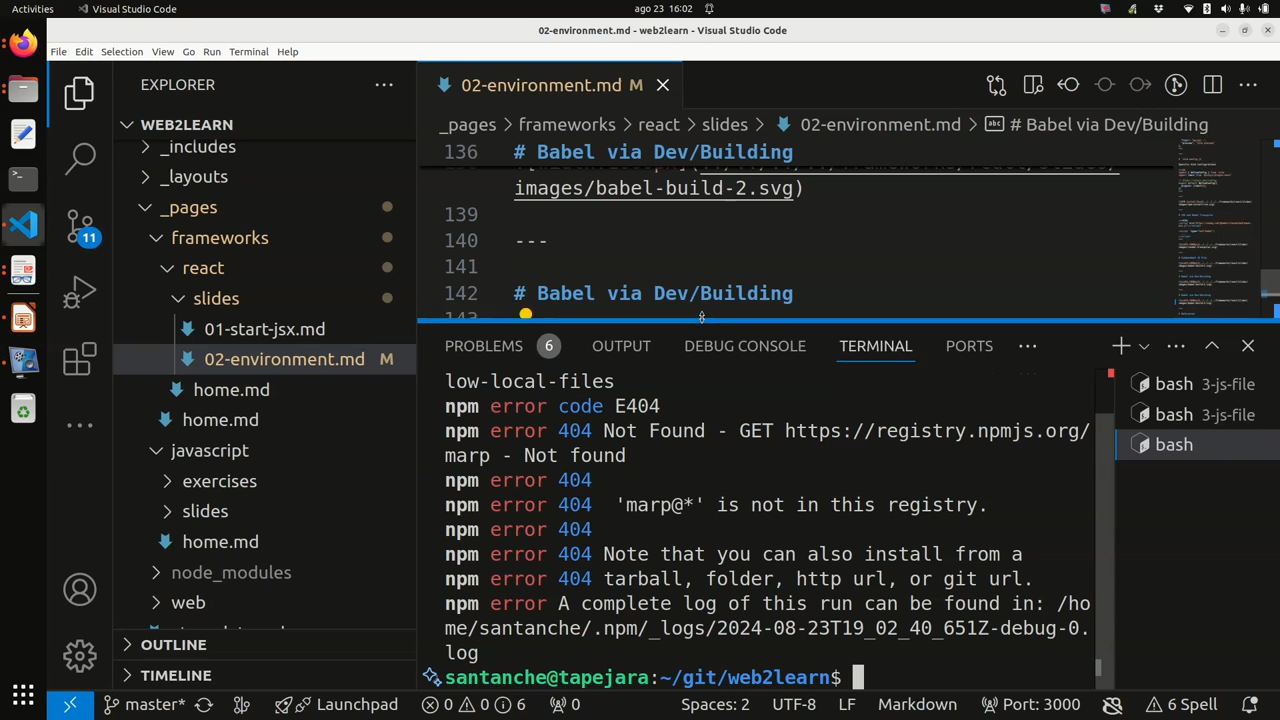 Activities
Visual Studio Code
ago 23 16:02
02-environment.md - web2learn - Visual Studio Code
File Edit Selection View Go Run Terminal Help
EXPLORER
WEB2LEARN
_includes
_layouts
_pages
frameworks
react
slides
01-start-jsx.md
02-environment.md M
home.md
home.md
javascript
exercises
slides
home.md
node_modules
web
OUTLINE
TIMELINE
11
02-environment.md M
_pages > frameworks > react > slides > 02-environment.md > # Babel via Dev/Building
136 # Babel via Dev/Building
images/babel-build-2.svg)
139
140 ---
141
142 # Babel via Dev/Building
143
PROBLEMS 6 OUTPUT DEBUG CONSOLE TERMINAL PORTS
low-local-files
npm error code E404
npm error 404 Not Found - GET https://registry.npmjs.org/
marp - Not found
npm error 404
npm error 404  'marp@*' is not in this registry.
npm error 404
npm error 404 Note that you can also install from a
npm error 404 tarball, folder, http url, or git url.
npm error A complete log of this run can be found in: /ho
me/santanche/.npm/_logs/2024-08-23T19_02_40_651Z-debug-0.
log
santanche@tapejara:~/git/web2learn$
bash 3-js-file
bash 3-js-file
bash
master* Launchpad 0 0 6 0 Spaces: 2 UTF-8 LF Markdown Port: 3000 6 Spell